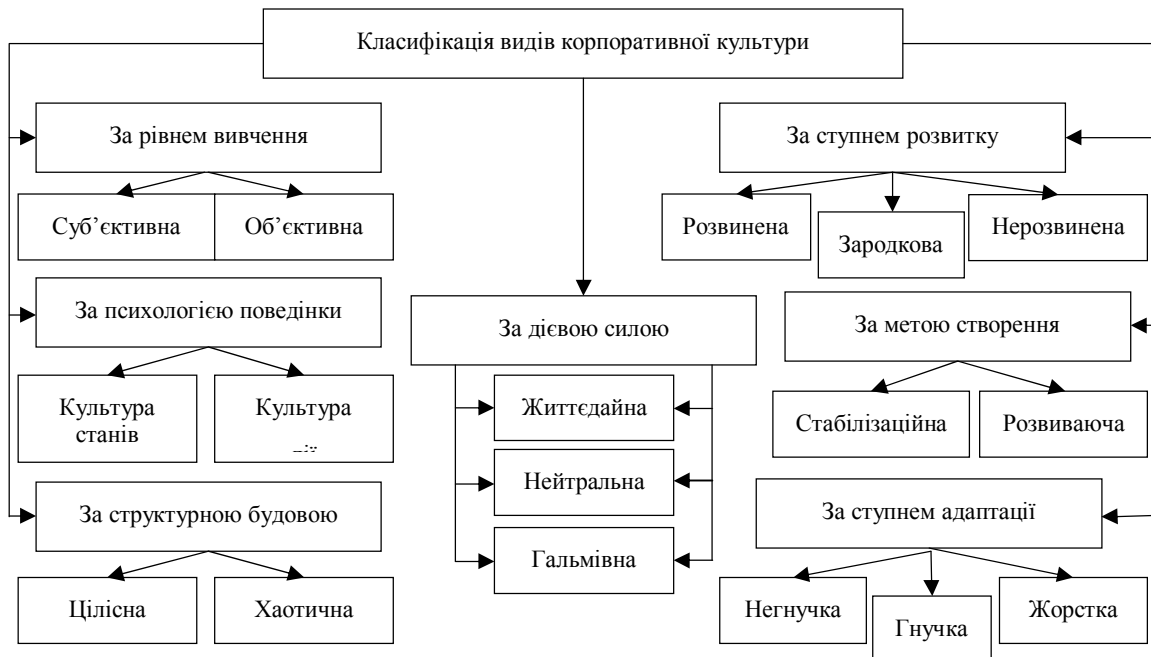 Класифікація видів корпоративної культури
За рівнем вивчення
Суб’єктивна
Об’єктивна
За психологією поведінки
Культура
станів
Культура
За структурною будовою
Цілісна
Хаотична
За дієвою силою
Життєдайна
Нейтральна
Гальмівна
За ступнем розвитку
Розвинена
Зародкова
Нерозвинена
За метою створення
Стабілізаційна
Розвиваюча
За ступнем адаптації
Негнучка
Гнучка
Жорстка